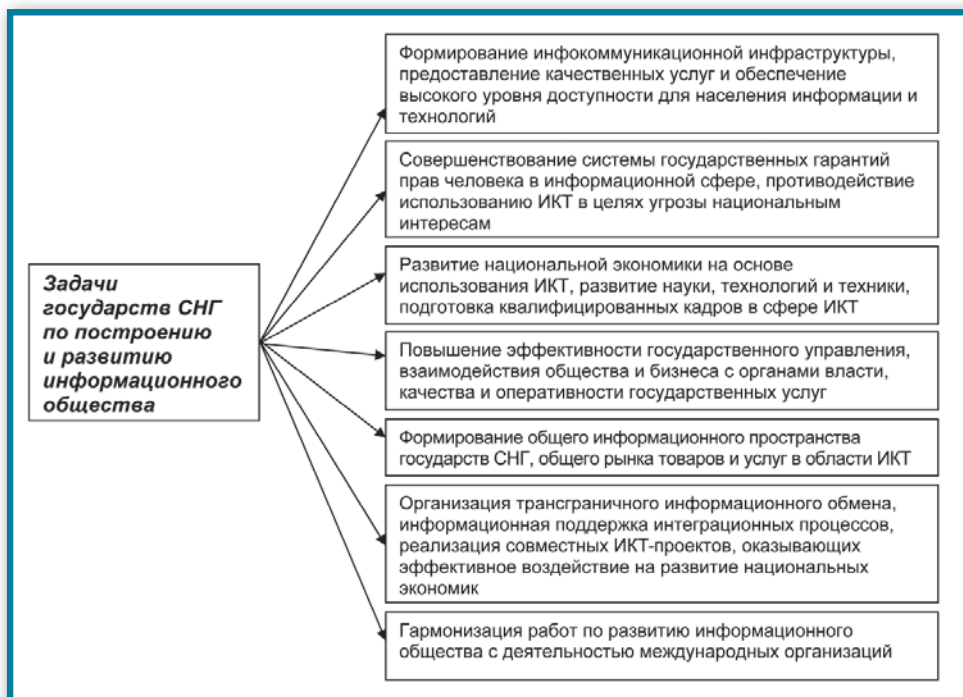 Задачи
государств СНГ
по построению
и развитию
информационного
общества
Формирование инфокоммуникационной инфраструктуры,
предоставление качественных услуг и обеспечение
высокого уровня доступности для населения информации и
технологий
Совершенствование системы государственных гарантий
прав человека в информационной сфере, противодействие
использованию ИКТ в целях угрозы национальным
интересам
Развитие национальной экономики на основе
использования ИКТ, развитие науки, технологий и техники,
подготовка квалифицированных кадров в сфере ИКТ
Повышение эффективности государственного управления,
взаимодействия общества и бизнеса с органами власти,
качества и оперативности государственных услуг
Формирование общего информационного пространства
государств СНГ, общего рынка товаров и услуг в области ИКТ
Организация трансграничного информационного обмена,
информационная поддержка интеграционных процессов,
реализация совместных ИКТ-проектов, оказывающих
эффективное воздействие на развитие национальных
экономик
Гармонизация работ по развитию информационного
общества с деятельностью международных организаций